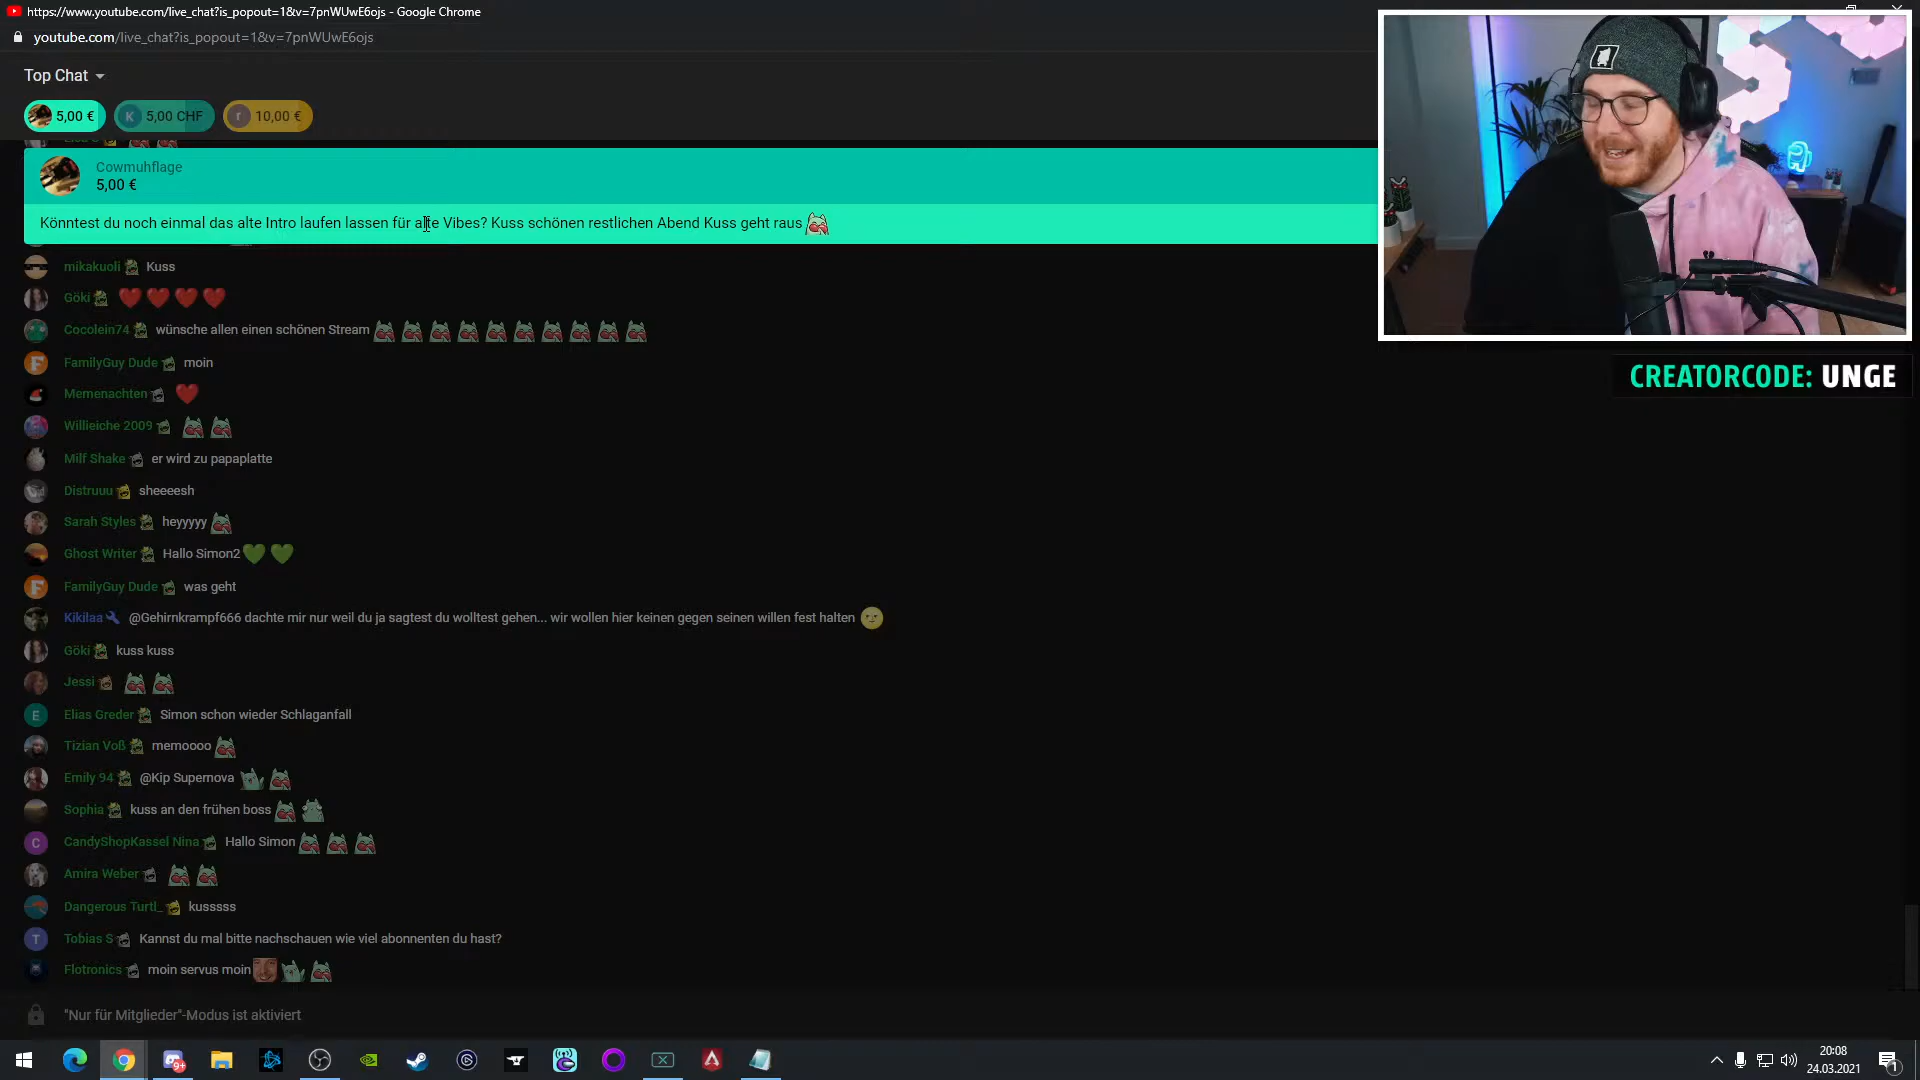 https://www.youtube.com/live_chat?is_popout=1&v=7pnWUwE6ojs - Google Chrome
youtube.com/live_chat?is_popout=1&v=7pnWUwE6ojs
Top Chat
5,00 €
K 5,00 CHF
r 10,00 €
Cowmuhflage
5,00 €
Könntest du noch einmal das alte Intro laufen lassen für alte Vibes? Kuss schönen restlichen Abend Kuss geht raus
mikakuoli Kuss
Göki
Cocolein74 wünsche allen einen schönen Stream
F FamilyGuy Dude moin
Memenachten
Willieiche 2009
Milf Shake er wird zu papaplatte
Distruuu sheeeesh
Sarah Styles heyyyyy
Ghost Writer Hallo Simon2
F FamilyGuy Dude was geht
Kikilaa @Gehirnkrampf666 dachte mir nur weil du ja sagtest du wolltest gehen... wir wollen hier keinen gegen seinen willen fest halten
Göki kuss kuss
Jessi
E Elias Greder Simon schon wieder Schlaganfall
Tizian Voß memoooo
Emily 94 @Kip Supernova
Sophia kuss an den frühen boss
C CandyShopKassel Nina Hallo Simon
Amira Weber
Dangerous Turtl_ kusssss
T Tobias S Kannst du mal bitte nachschauen wie viel abonnenten du hast?
Flotronics moin servus moin
"Nur für Mitglieder"-Modus ist aktiviert
CREATORCODE: UNGE
9+
20:08
24.03.2021
1